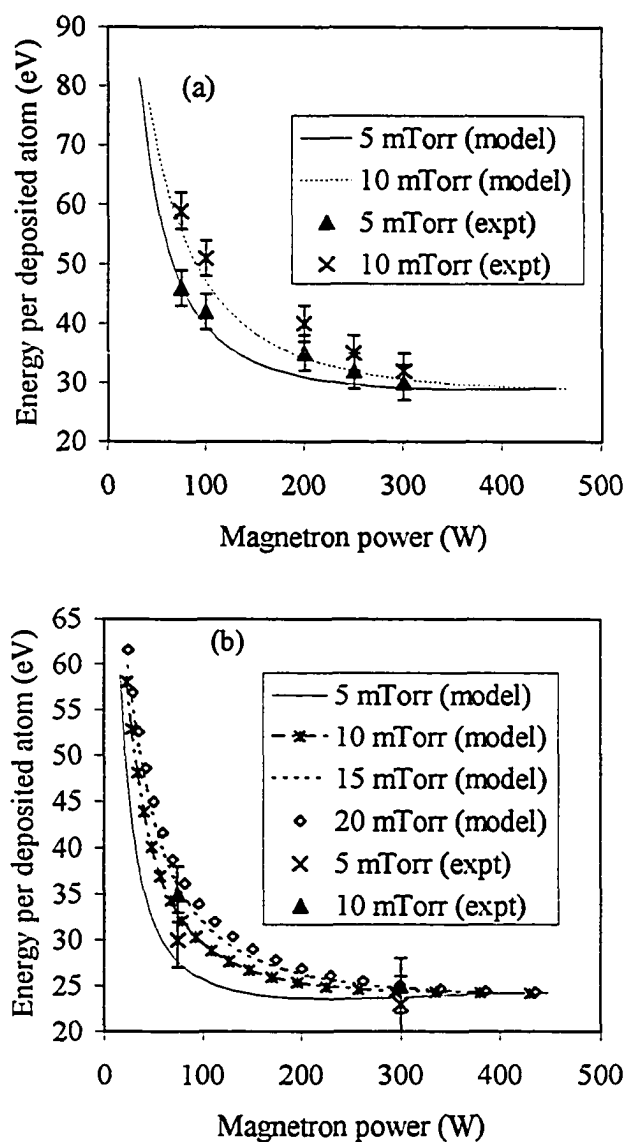 90
80
70
60
50
40
30
20
Energy per deposited atom (eV)
(a)
5 mTorr (model)
10 mTorr (model)
5 mTorr (expt)
10 mTorr (expt)
0 100 200 300 400 500
Magnetron power (W)
65
60
55
50
45
40
35
30
25
20
Energy per deposited atom (eV)
(b)
5 mTorr (model)
10 mTorr (model)
15 mTorr (model)
20 mTorr (model)
5 mTorr (expt)
10 mTorr (expt)
0 100 200 300 400 500
Magnetron power (W)